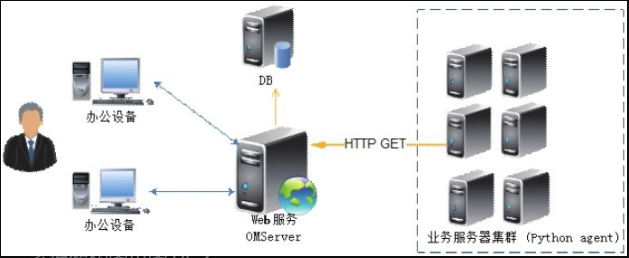 DB
办公设备
HTTP GET
办公设备
Web服务
OMServer
业务服务器集群 (Python agent)